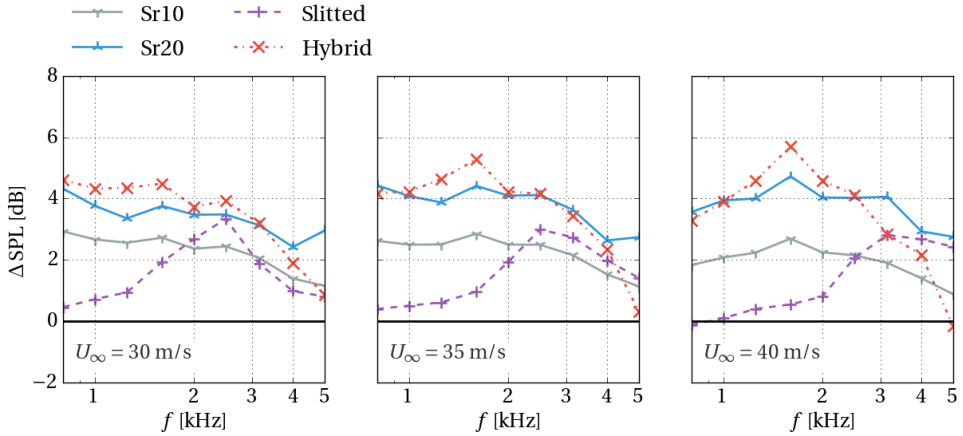 Sr10 Slitted
Sr20 Hybrid
Δ SPL [dB]
8
6
4
2
0
−2
U∞ = 30 m/s
U∞ = 35 m/s
U∞ = 40 m/s
1 2 3 4 5
1 2 3 4 5
1 2 3 4 5
f [kHz]
f [kHz]
f [kHz]